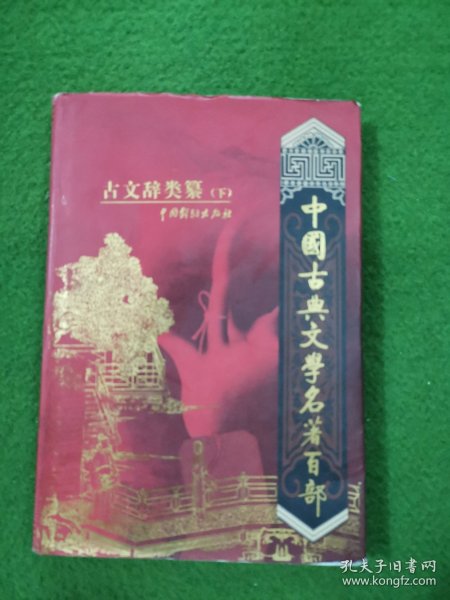 古文辞类纂（下）
中国戏剧出版社
中國古典文學名著百部
孔夫子旧书网
www.kongfz.com